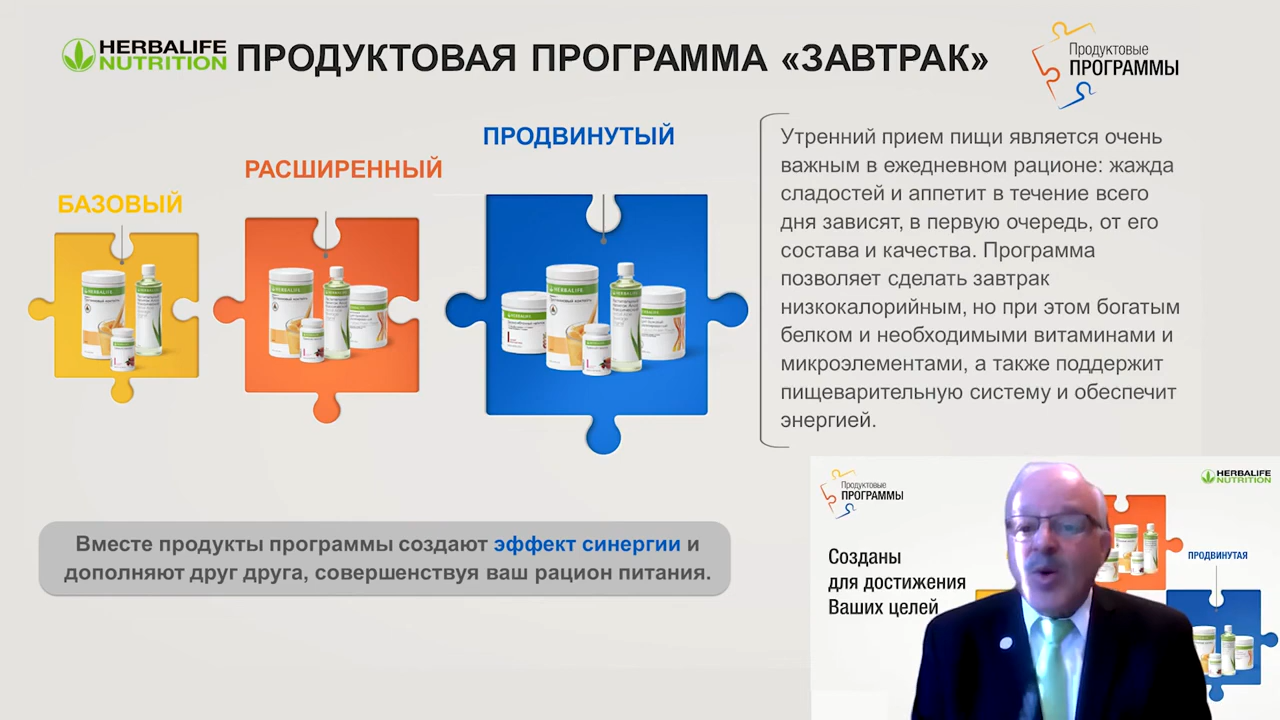 HERBALIFE
NUTRITION
ПРОДУКТОВАЯ ПРОГРАММА «ЗАВТРАК»
Продуктовые
ПРОГРАММЫ
БАЗОВЫЙ
РАСШИРЕННЫЙ
ПРОДВИНУТЫЙ
Утренний прием пищи является очень
важным в ежедневном рационе: жажда
сладостей и аппетит в течение всего
дня зависят, в первую очередь, от его
состава и качества. Программа
позволяет сделать завтрак
низкокалорийным, но при этом богатым
белком и необходимыми витаминами и
микроэлементами, а также поддержит
пищеварительную систему и обеспечит
энергией.
Вместе продукты программы создают эффект синергии и
дополняют друг друга, совершенствуя ваш рацион питания.
Продуктовые
ПРОГРАММЫ
HERBALIFE
NUTRITION
Созданы
для достижения
Ваших целей
ПРОДВИНУТАЯ